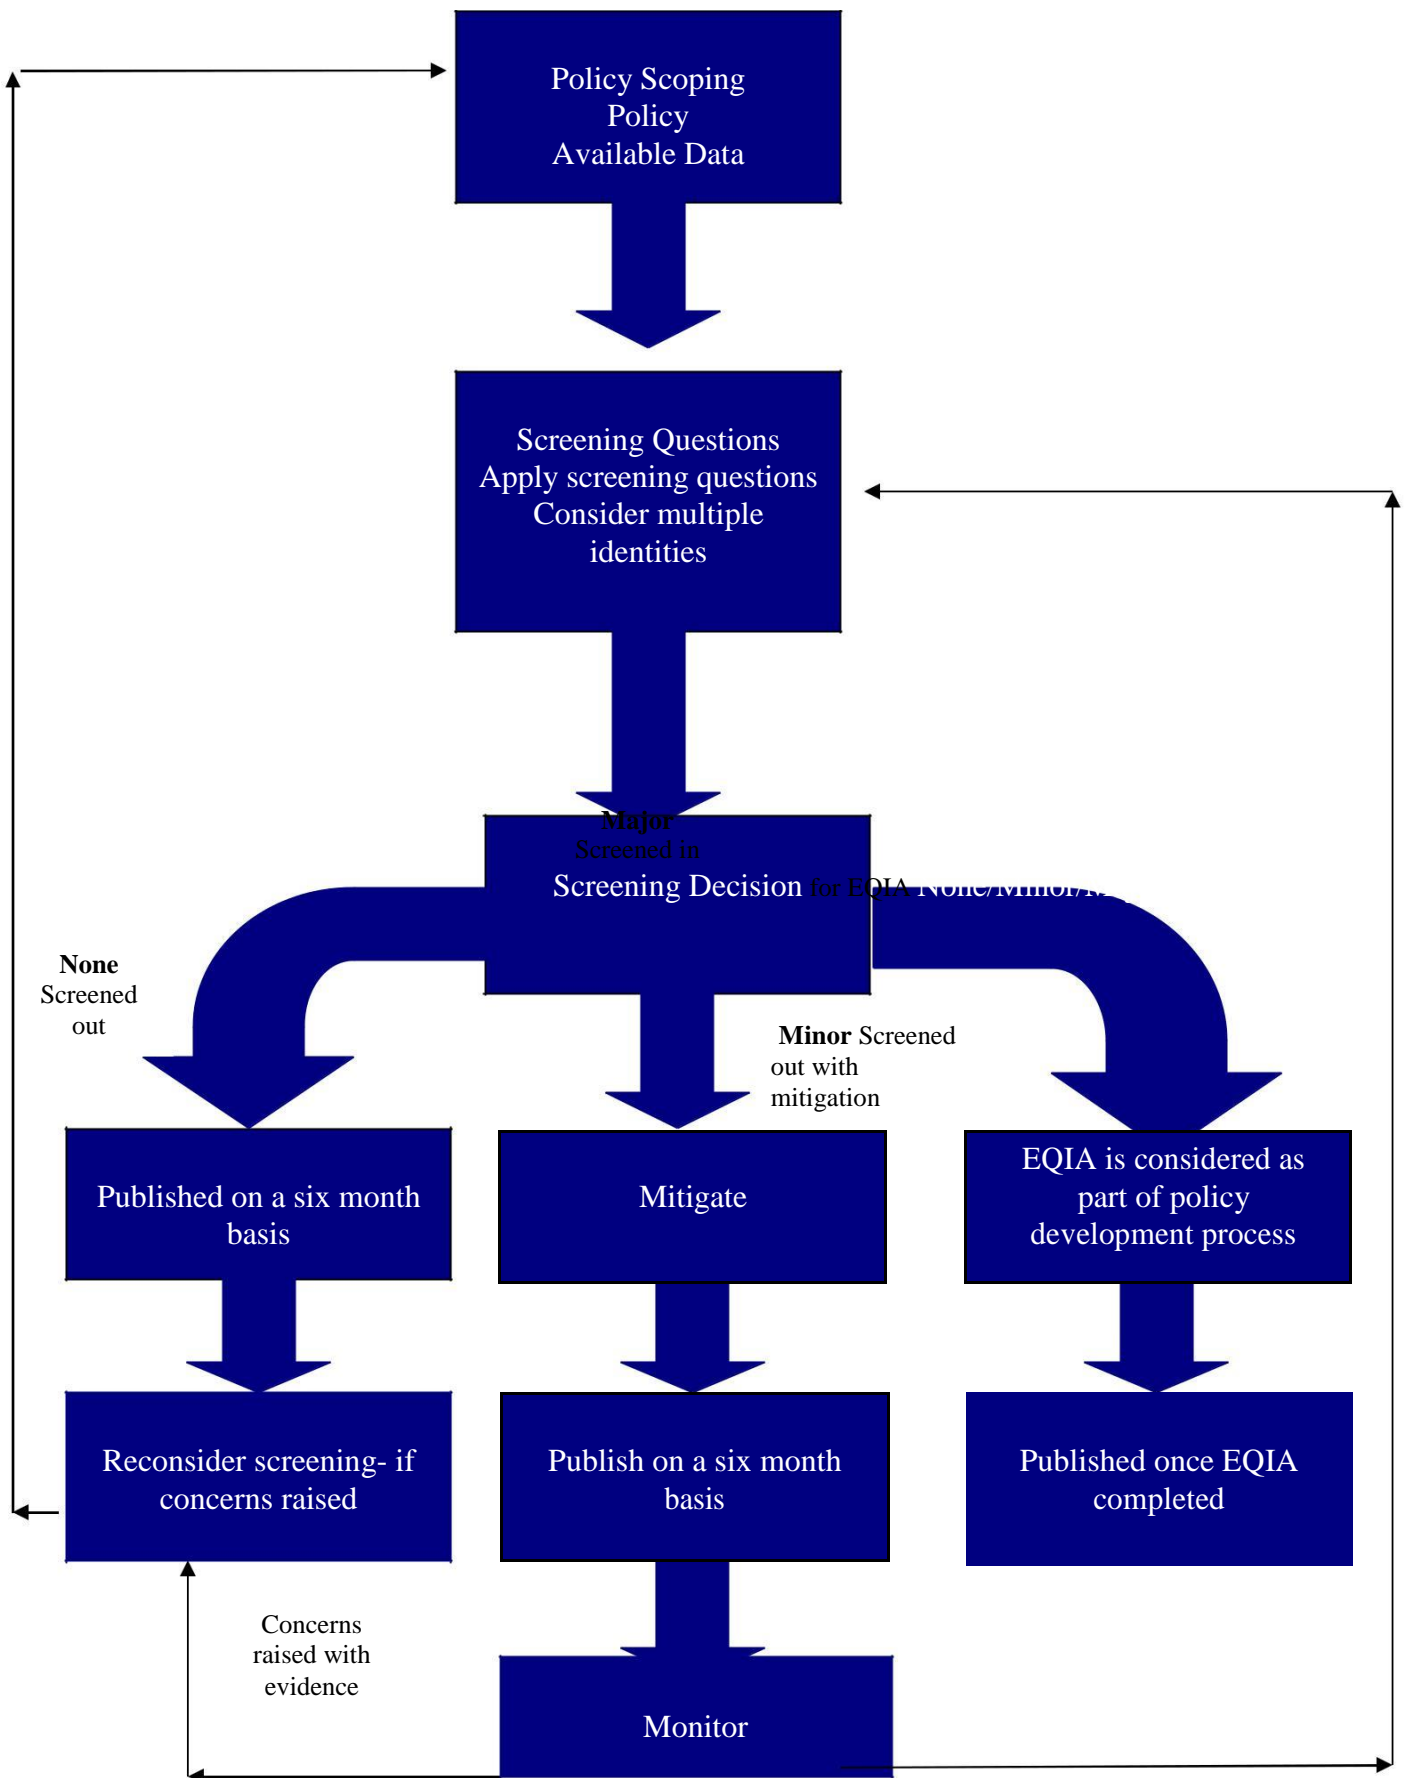 Policy Scoping
Policy
Available Data
Screening Questions
Apply screening questions
Consider multiple
identities
Major
Screened in
Screening Decision for EQIA None/Minor/
None
Screened
out
Minor Screened
out with
mitigation
Published on a six month
basis
Mitigate
EQIA is considered as
part of policy
development process
Reconsider screening- if
concerns raised
Publish on a six month
basis
Published once EQIA
completed
Concerns
raised with
evidence
Monitor